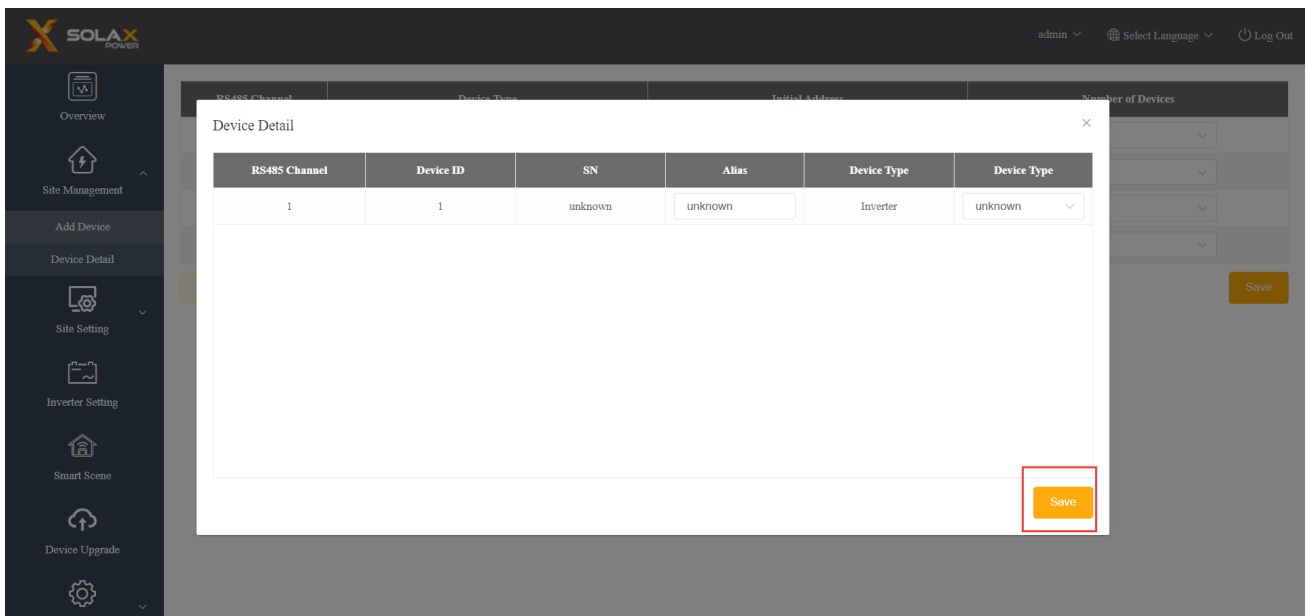 SOLAX
POWER
admin
Select Language
Log Out
Overview
Site Management
Add Device
Device Detail
Site Setting
Inverter Setting
Smart Scene
Device Upgrade
RS485 Channel Device Type Initial Address Number of Devices
Device Detail
RS485 Channel Device ID SN Alias Device Type Device Type
1 1 unknown unknown Inverter unknown
Save
Save